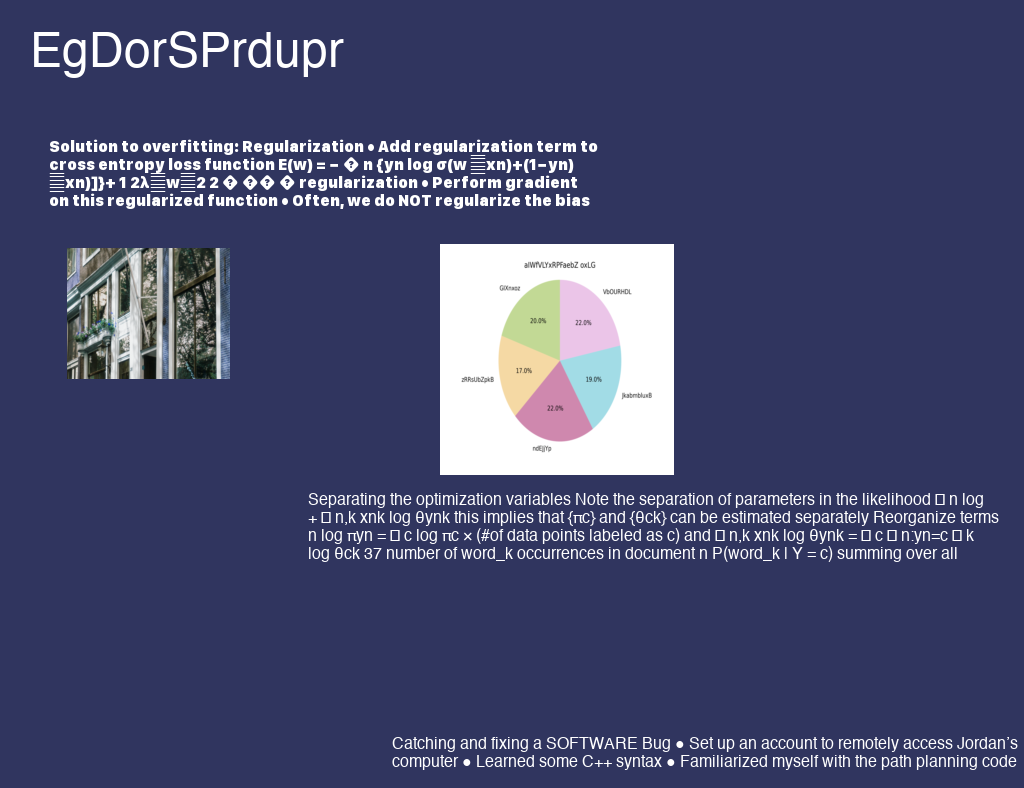 EgDorSPrdupr
Solution to overfitting: Regularization • Add regularization term to
cross entropy loss function E(w) = − � n {yn log σ(w xn)+(1−yn)
xn)]}+ 1 2λ w 2 2 � �� � regularization • Perform gradient
on this regularized function • Often, we do NOT regularize the bias
aIWfVLYxRPFaebZ oxLG
GlXnxoz
VbOURHDL
20.0%
22.0%
17.0%
19.0%
zRRsUbZpkB
JkabmbluxB
22.0%
ndEjJYp
Separating the optimization variables Note the separation of parameters in the likelihood n log
+ n,k xnk log θynk this implies that {πc} and {θck} can be estimated separately Reorganize terms
n log πyn = c log πc × (#of data points labeled as c) and n,k xnk log θynk = c n:yn=c k
log θck 37 number of word_k occurrences in document n P(word_k | Y = c) summing over all
Catching and fixing a SOFTWARE Bug ● Set up an account to remotely access Jordan’s
computer ● Learned some C++ syntax ● Familiarized myself with the path planning code